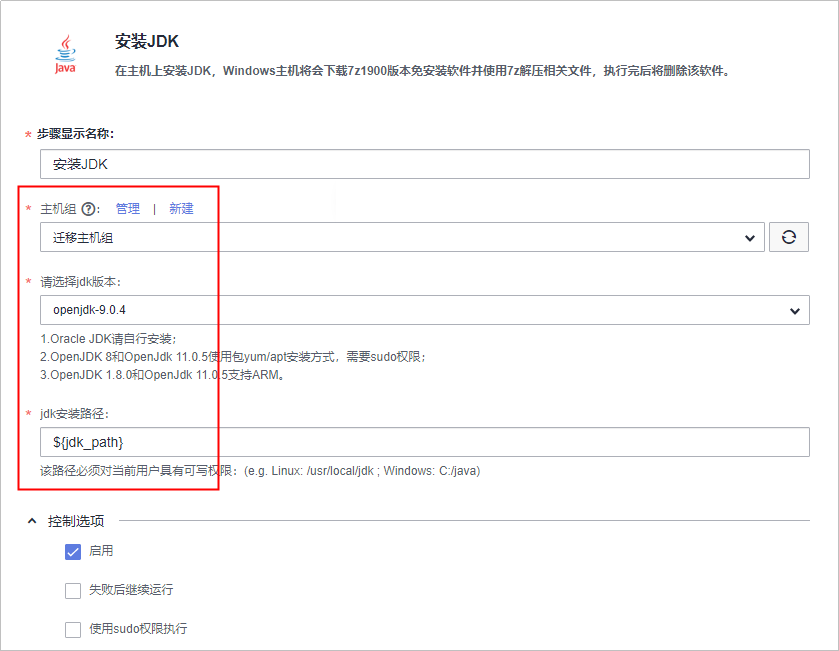 Java
安装JDK
在主机上安装JDK，Windows主机将会下载7z1900版本免安装软件并使用7z解压相关文件，执行完后将删除该软件。
* 步骤显示名称：
安装JDK
* 主机组 ?： 管理 | 新建
迁移主机组
* 请选择jdk版本：
openjdk-9.0.4
1.Oracle JDK请自行安装；
2.OpenJDK 8和OpenJdk 11.0.5使用包yum/apt安装方式，需要sudo权限；
3.OpenJDK 1.8.0和OpenJdk 11.0.5支持ARM。
* jdk安装路径：
${jdk_path}
该路径必须对当前用户具有可写权限：(e.g. Linux: /usr/local/jdk ; Windows: C:/java)
控制选项
启用
失败后继续运行
使用sudo权限执行